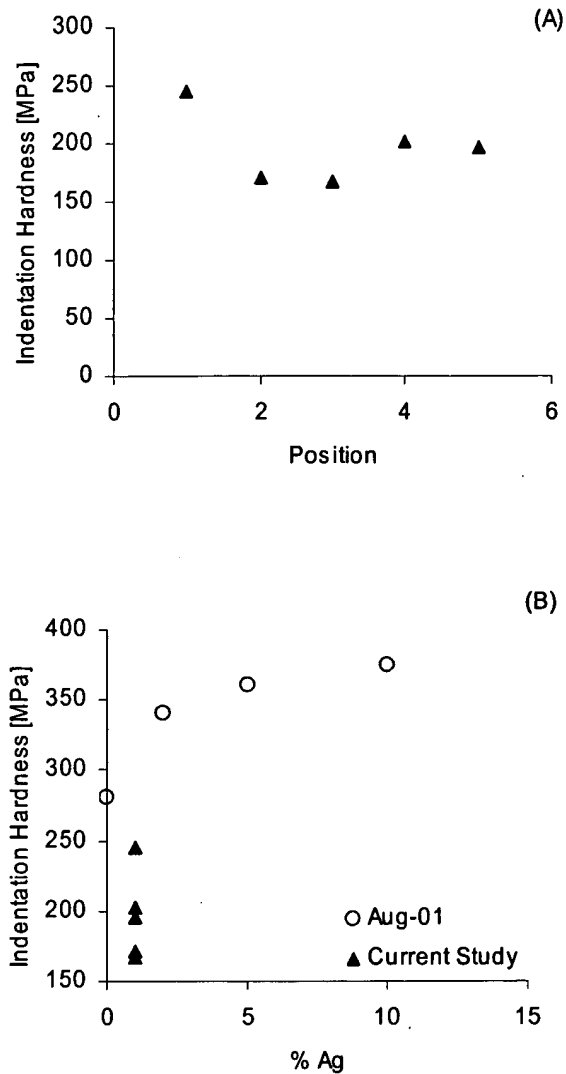 (A)
Indentation Hardness [MPa]
300
250
200
150
100
50
0
0 2 4 6
Position
(B)
Indentation Hardness [MPa]
400
350
300
250
200
150
Aug-01
Current Study
0 5 10 15
% Ag